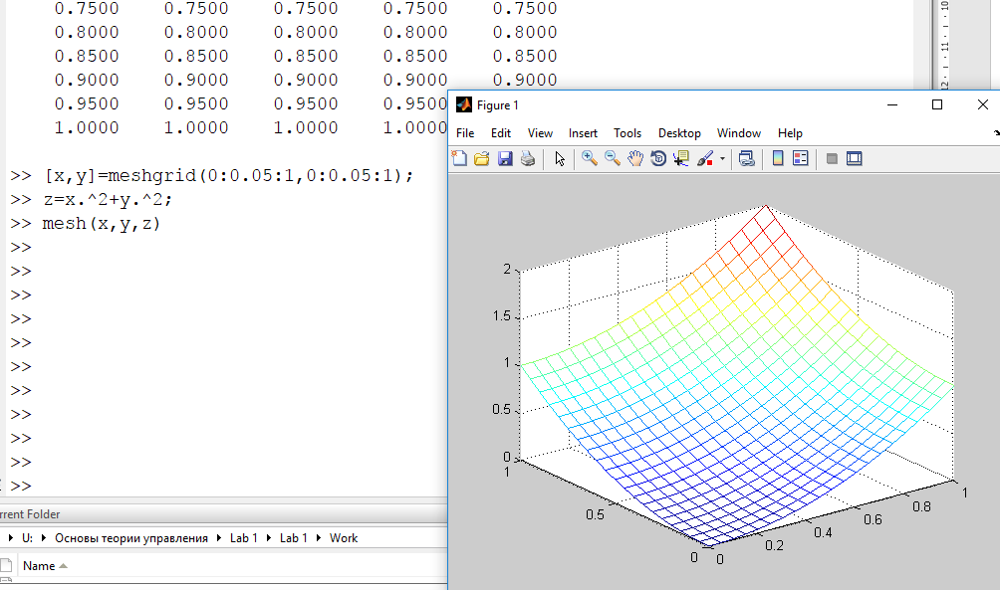 0.7500 0.7500 0.7500 0.7500 0.7500
0.8000 0.8000 0.8000 0.8000 0.8000
0.8500 0.8500 0.8500 0.8500 0.8500
0.9000 0.9000 0.9000 0.9000 0.9000
0.9500 0.9500 0.9500 0.9500
1.0000 1.0000 1.0000 1.0000
>> [x,y]=meshgrid(0:0.05:1,0:0.05:1);
>> z=x.^2+y.^2;
>> mesh(x,y,z)
>>
>>
>>
>>
>>
>>
>>
>>
>>
>>
>>
rrent Folder
U: Основы теории управления Lab 1 Lab 1 Work
Name
10
11
12
Figure 1
File Edit View Insert Tools Desktop Window Help
2
1.5
1
0.5
0
1
0.5
0
0
0.2
0.4
0.6
0.8
1